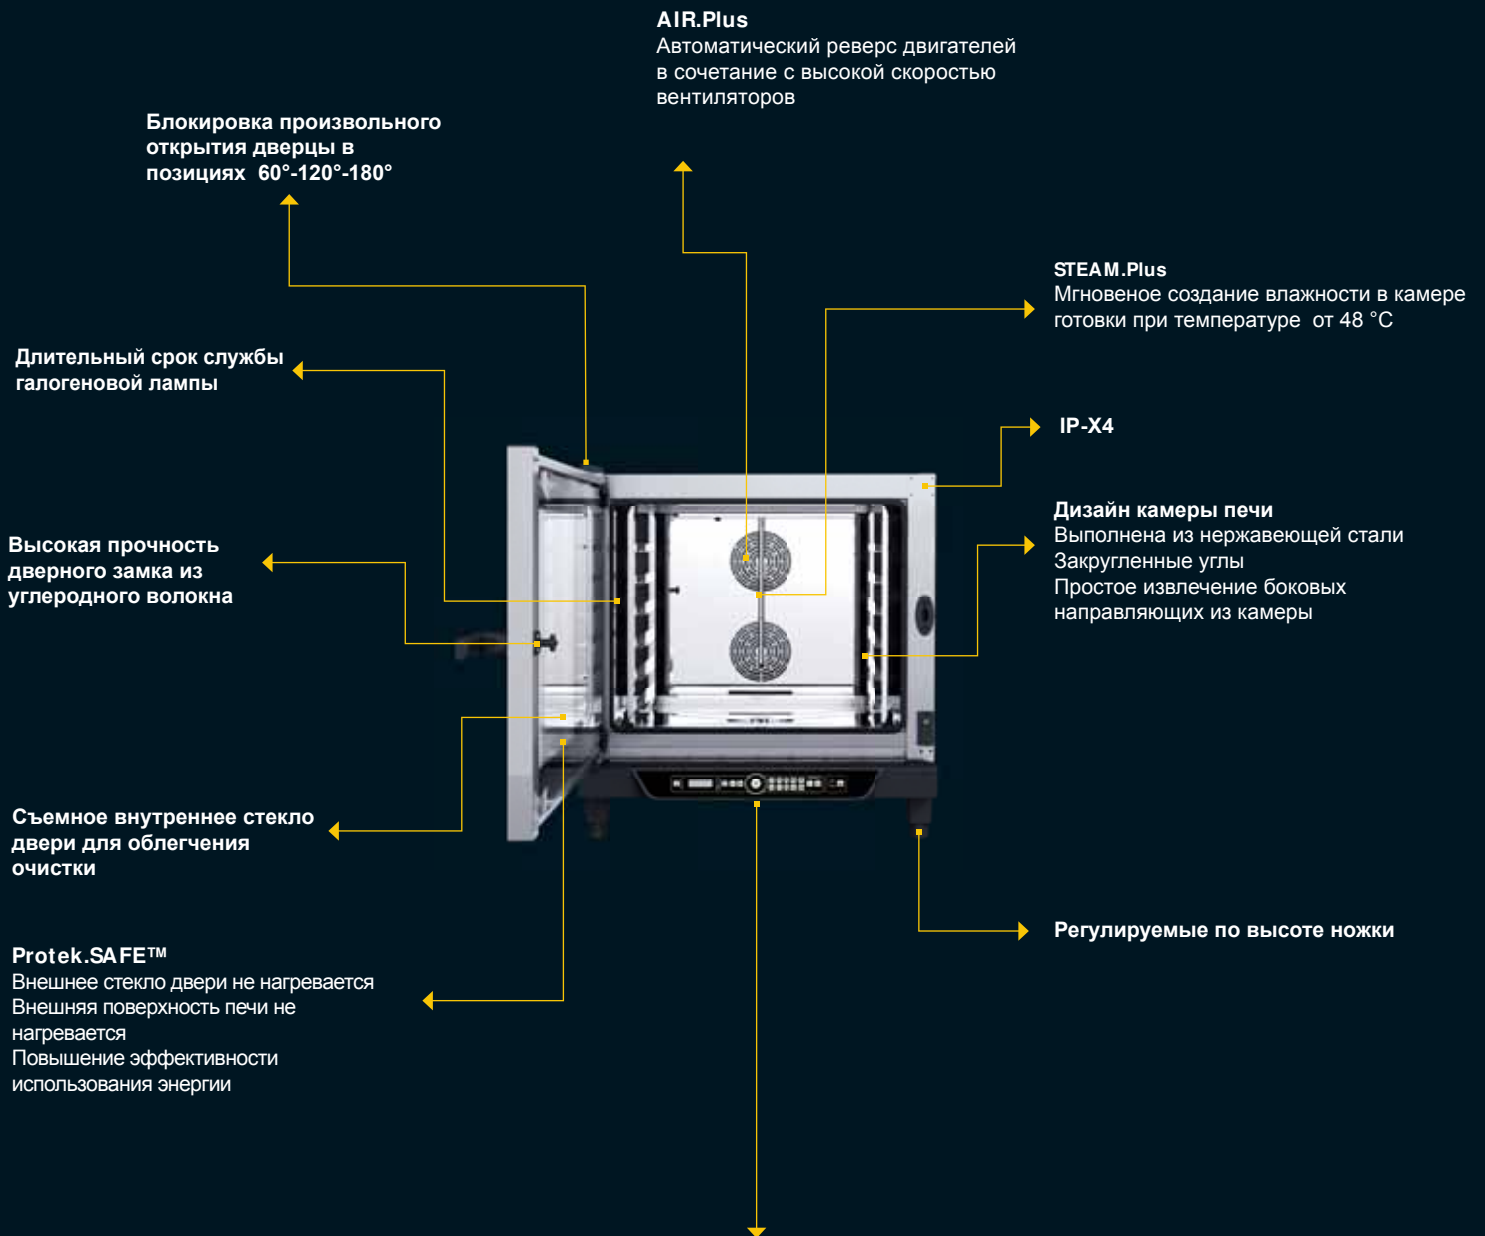 AIR.Plus
Автоматический реверс двигателей
в сочетание с высокой скоростью
вентиляторов
Блокировка произвольного
открытия дверцы в
позициях 60°-120°-180°
STEAM.Plus
Мгновеное создание влажности в камере
готовки при температуре от 48 °C
Длительный срок службы
галогеновой лампы
IP-X4
Дизайн камеры печи
Выполнена из нержавеющей стали
Закругленные углы
Простое извлечение боковых
направляющих из камеры
Высокая прочность
дверного замка из
углеродного волокна
Съемное внутреннее стекло
двери для облегчения
очистки
Регулируемые по высоте ножки
Protek.SAFE™
Внешнее стекло двери не нагревается
Внешняя поверхность печи не
нагревается
Повышение эффективности
использования энергии